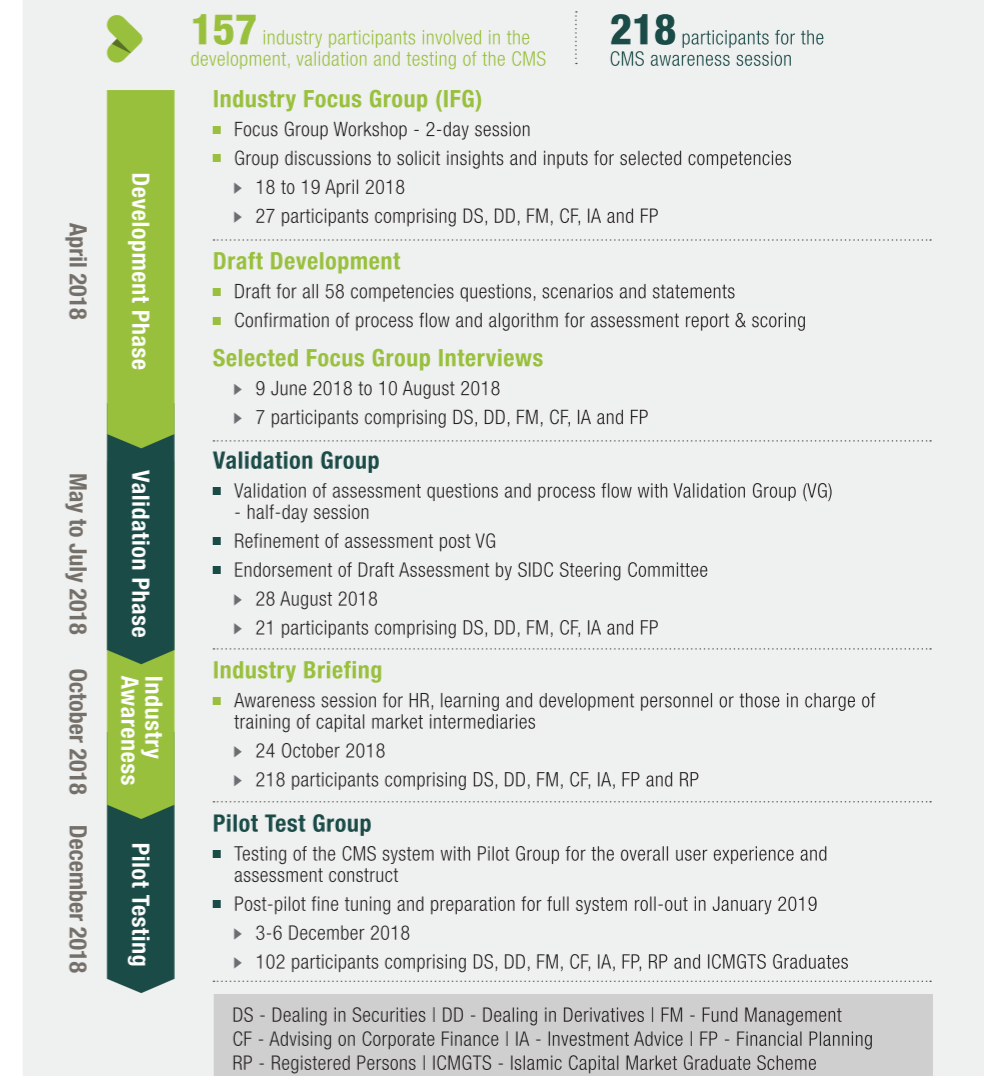 157 industry participants involved in the
development, validation and testing of the CMS
218 participants for the
CMS awareness session
April 2018
Development Phase
Industry Focus Group (IFG)
Focus Group Workshop - 2-day session
Group discussions to solicit insights and inputs for selected competencies
18 to 19 April 2018
27 participants comprising DS, DD, FM, CF, IA and FP
Draft Development
Draft for all 58 competencies questions, scenarios and statements
Confirmation of process flow and algorithm for assessment report & scoring
Selected Focus Group Interviews
9 June 2018 to 10 August 2018
7 participants comprising DS, DD, FM, CF, IA and FP
May to July 2018
Validation Phase
Validation Group
Validation of assessment questions and process flow with Validation Group (VG)
- half-day session
Refinement of assessment post VG
Endorsement of Draft Assessment by SIDC Steering Committee
28 August 2018
21 participants comprising DS, DD, FM, CF, IA and FP
October 2018
Industry
Awareness
Industry Briefing
Awareness session for HR, learning and development personnel or those in charge of
training of capital market intermediaries
24 October 2018
218 participants comprising DS, DD, FM, CF, IA, FP and RP
December 2018
Pilot Testing
Pilot Test Group
Testing of the CMS system with Pilot Group for the overall user experience and
assessment construct
Post-pilot fine tuning and preparation for full system roll-out in January 2019
3-6 December 2018
102 participants comprising DS, DD, FM, CF, IA, FP, RP and ICMGTS Graduates
DS - Dealing in Securities | DD - Dealing in Derivatives | FM - Fund Management
CF - Advising on Corporate Finance | IA - Investment Advice | FP - Financial Planning
RP - Registered Persons | ICMGTS - Islamic Capital Market Graduate Scheme